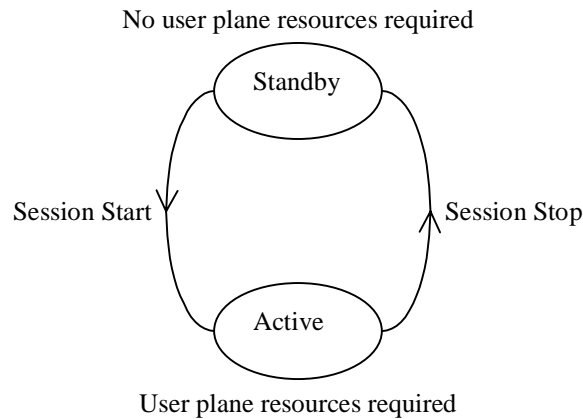 No user plane resources required
Standby
Session Start
Session Stop
Active
User plane resources required